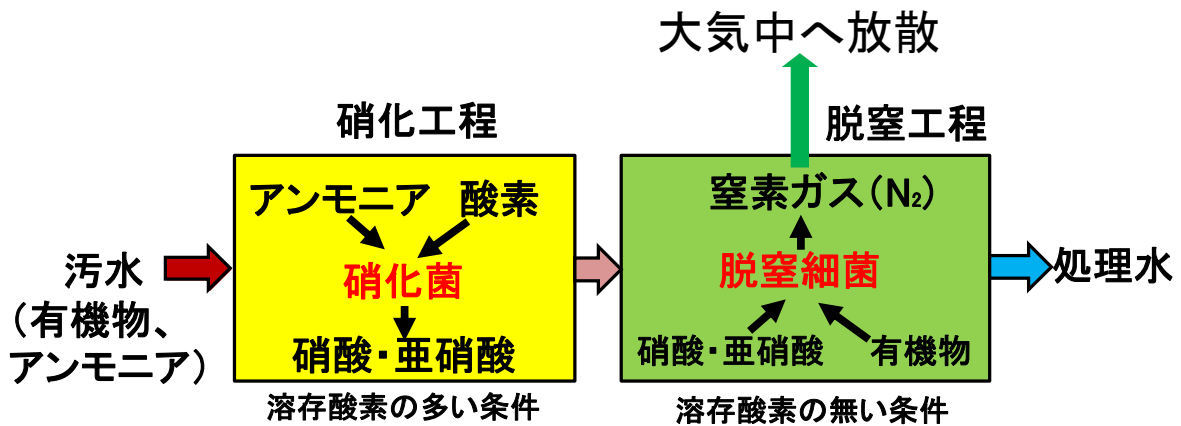 大気中へ放散
硝化工程
脱窒工程
アンモニア 酸素
硝化菌
硝酸・亜硝酸
窒素ガス(N₂)
脱窒細菌
硝酸・亜硝酸 有機物
汚水
(有機物、
アンモニア)
処理水
溶存酸素の多い条件
溶存酸素の無い条件